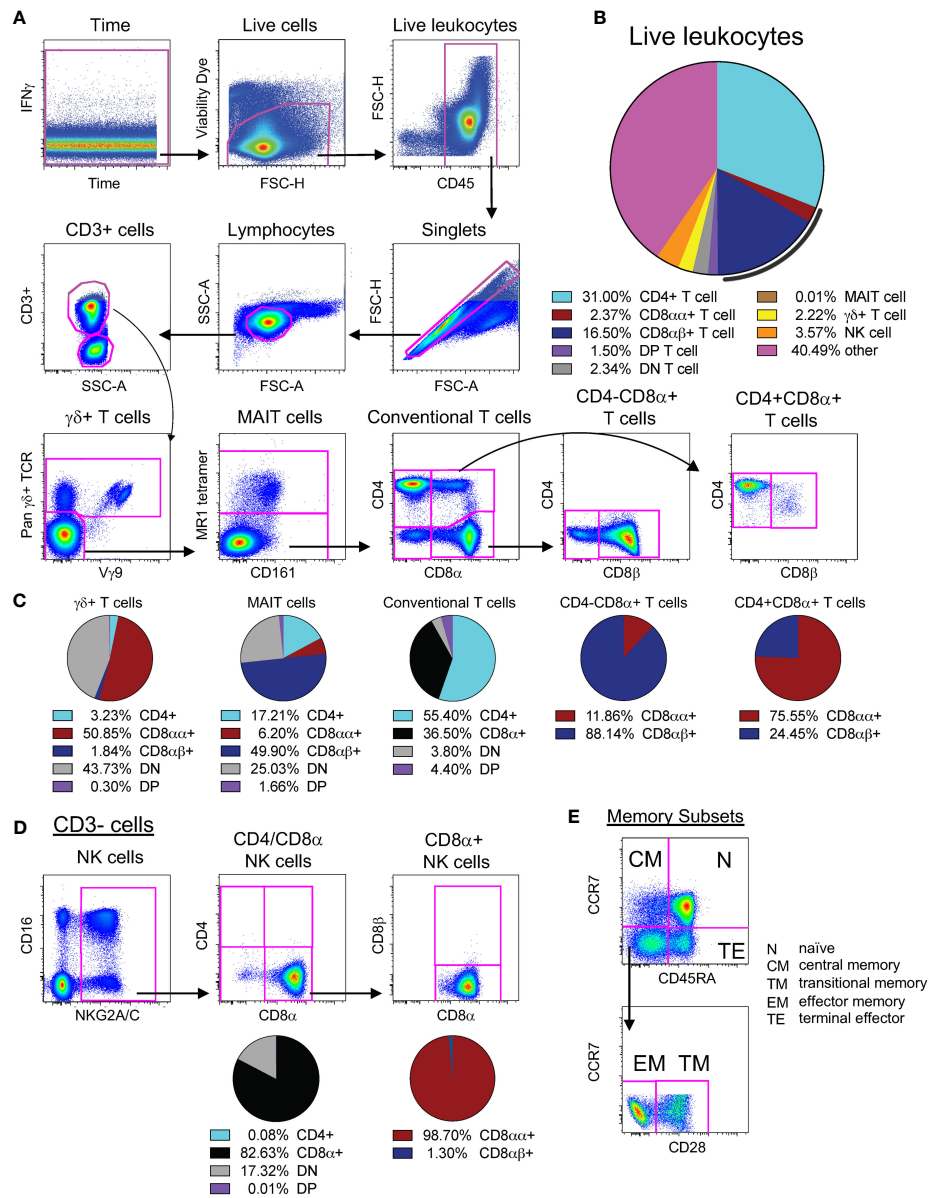 A
Time
IFNγ
Time
Live cells
Viability Dye
FSC-H
Live leukocytes
FSC-H
CD45
CD3+ cells
CD3+
SSC-A
Lymphocytes
SSC-A
FSC-A
Singlets
FSC-H
FSC-A
γδ+ T cells
Pan γδ+ TCR
Vγ9
MAIT cells
MR1 tetramer
CD161
Conventional T cells
CD4
CD8α
CD4-CD8α+
T cells
CD4
CD8β
CD4+CD8α+
T cells
CD4
CD8β
B
Live leukocytes
31.00% CD4+ T cell
2.37% CD8αα+ T cell
16.50% CD8αβ+ T cell
1.50% DP T cell
2.34% DN T cell
0.01% MAIT cell
2.22% γδ+ T cell
3.57% NK cell
40.49% other
C
γδ+ T cells
3.23% CD4+
50.85% CD8αα+
1.84% CD8αβ+
43.73% DN
0.30% DP
MAIT cells
17.21% CD4+
6.20% CD8αα+
49.90% CD8αβ+
25.03% DN
1.66% DP
Conventional T cells
55.40% CD4+
36.50% CD8α+
3.80% DN
4.40% DP
CD4-CD8α+ T cells
11.86% CD8αα+
88.14% CD8αβ+
CD4+CD8α+ T cells
75.55% CD8αα+
24.45% CD8αβ+
D
CD3- cells
NK cells
CD16
NKG2A/C
CD4/CD8α
NK cells
CD4
CD8α
CD8α+
NK cells
CD8β
CD8α
0.08% CD4+
82.63% CD8α+
17.32% DN
0.01% DP
98.70% CD8αα+
1.30% CD8αβ+
E
Memory Subsets
CM N
CCR7
TE
CD45RA
EM TM
CCR7
CD28
N naïve
CM central memory
TM transitional memory
EM effector memory
TE terminal effector